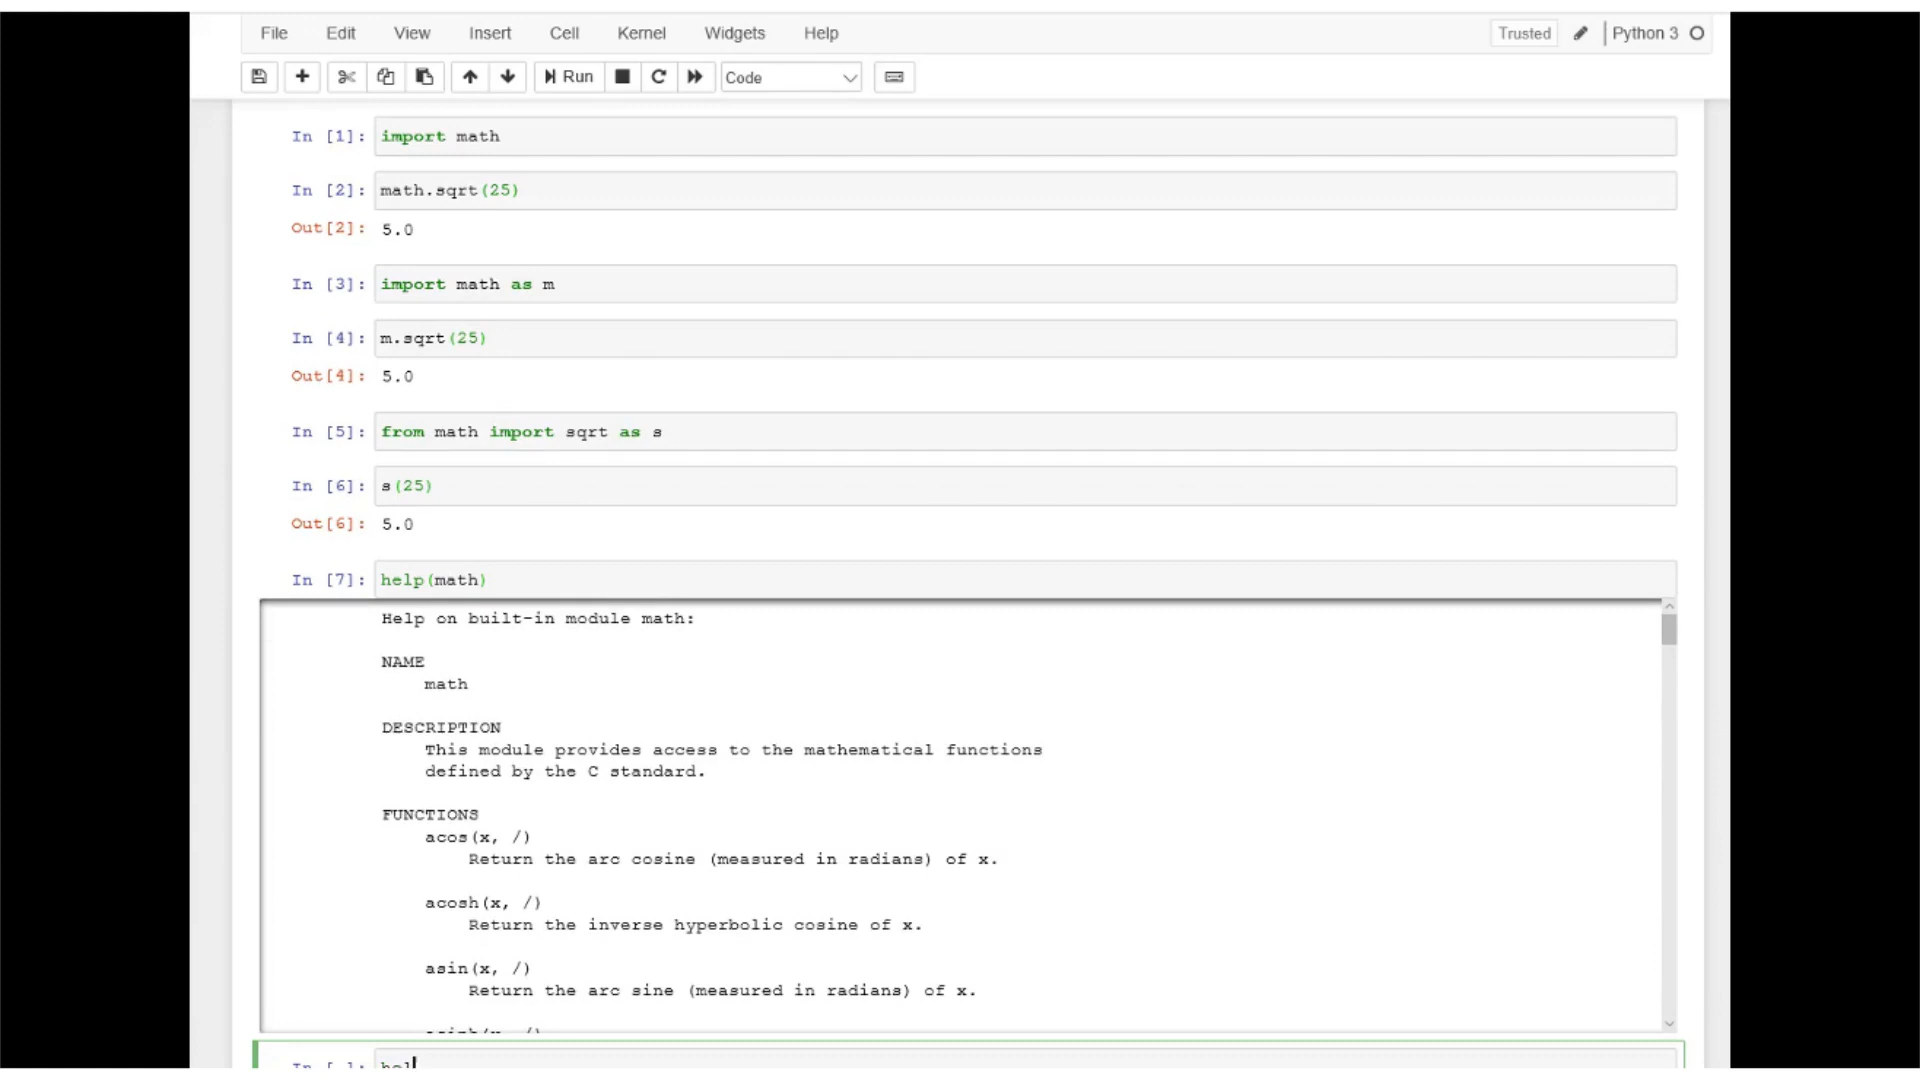 File Edit View Insert Cell Kernel Widgets Help Trusted Python 3
Run Code
In [1]: import math
In [2]: math.sqrt(25)
Out[2]: 5.0
In [3]: import math as m
In [4]: m.sqrt(25)
Out[4]: 5.0
In [5]: from math import sqrt as s
In [6]: s(25)
Out[6]: 5.0
In [7]: help(math)
Help on built-in module math:
NAME
math
DESCRIPTION
This module provides access to the mathematical functions
defined by the C standard.
FUNCTIONS
acos(x, /)
Return the arc cosine (measured in radians) of x.
acosh(x, /)
Return the inverse hyperbolic cosine of x.
asin(x, /)
Return the arc sine (measured in radians) of x.
In [ ]: hel